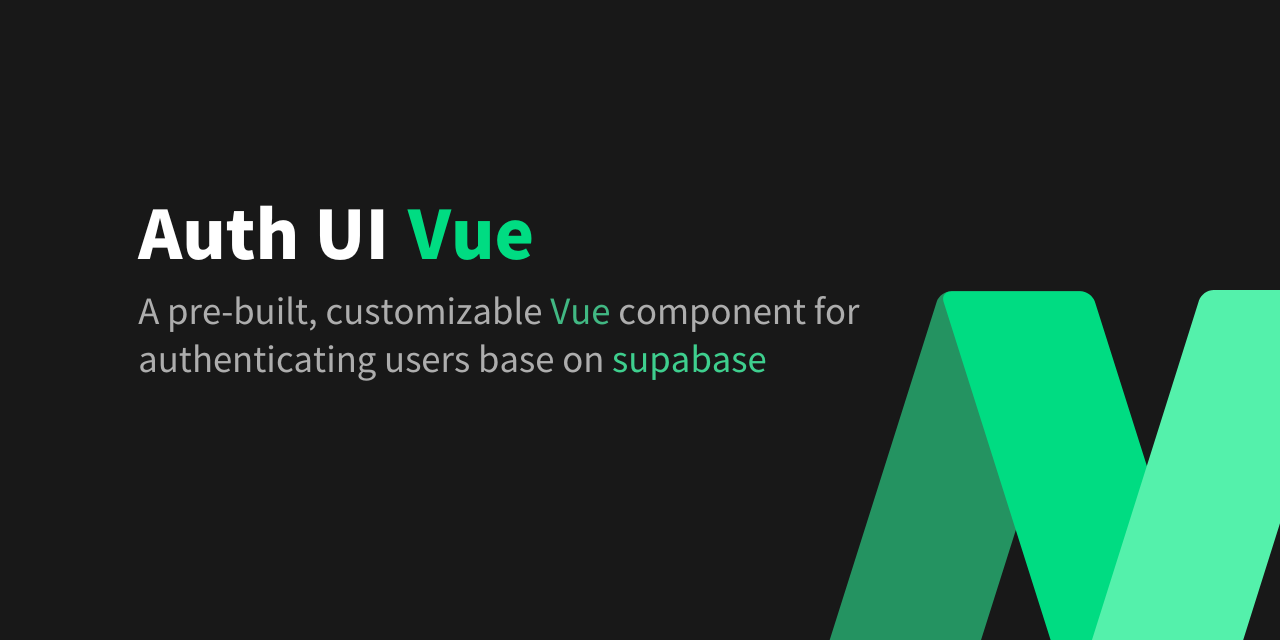 Auth UI Vue
A pre-built, customizable Vue component for
authenticating users base on supabase